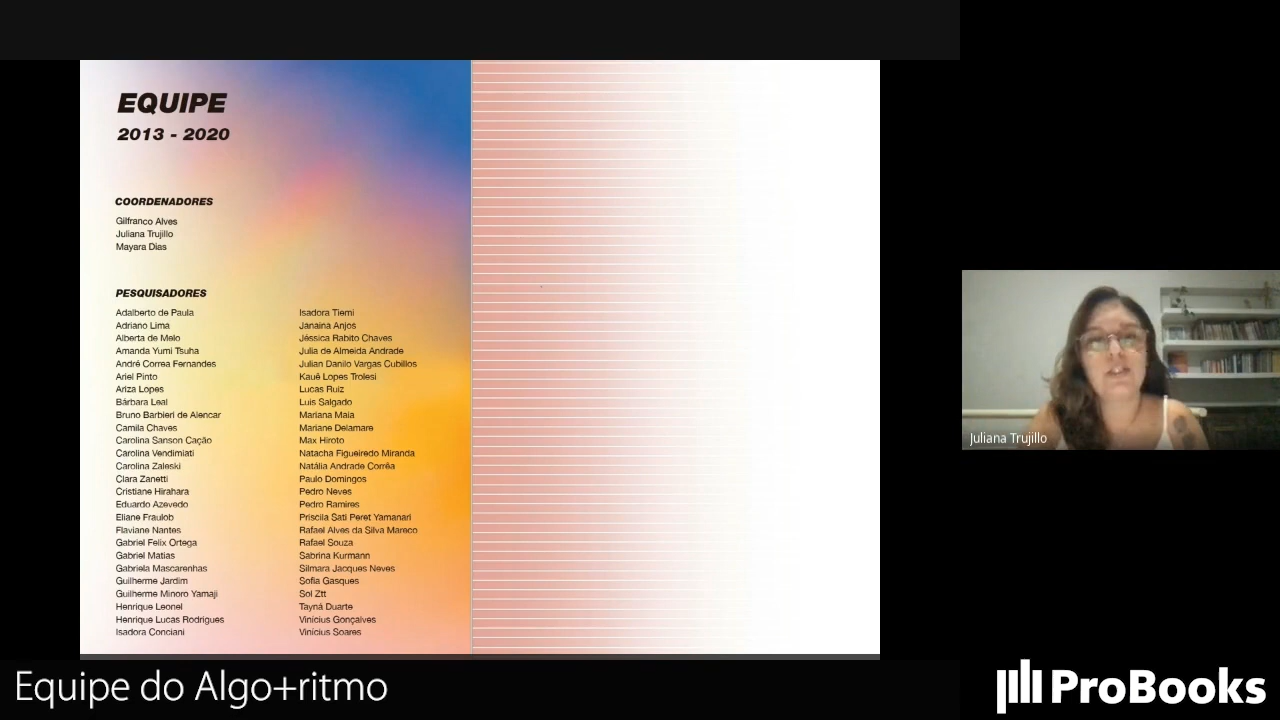 EQUIPE
2013 - 2020
COORDENADORES
Gilfranco Alves
Juliana Trujillo
Mayara Dias
PESQUISADORES
Adalberto de Paula
Adriano Lima
Alberta de Melo
Amanda Yumi Tsuha
André Correa Fernandes
Ariel Pinto
Ariza Lopes
Bárbara Leal
Bruno Barbieri de Alencar
Camila Chaves
Carolina Sanson Cação
Carolina Vendimiati
Carolina Zaleski
Clara Zanetti
Cristiane Hirahara
Eduardo Azevedo
Eliane Fraulob
Flaviane Nantes
Gabriel Felix Ortega
Gabriel Matias
Gabriela Mascarenhas
Guilherme Jardim
Guilherme Minoro Yamaji
Henrique Leonel
Henrique Lucas Rodrigues
Isadora Conciani
Isadora Tiemi
Janaina Anjos
Jéssica Rabito Chaves
Julia de Almeida Andrade
Julian Danilo Vargas Cubillos
Kauê Lopes Trolesi
Lucas Ruiz
Luis Salgado
Mariana Maia
Mariane Delamare
Max Hiroto
Natacha Figueiredo Miranda
Natália Andrade Corrêa
Paulo Domingos
Pedro Neves
Pedro Ramires
Priscila Sati Peret Yamanari
Rafael Alves da Silva Mareco
Rafael Souza
Sabrina Kurmann
Silmara Jacques Neves
Sofia Gasques
Sol Ztt
Tayná Duarte
Vinícius Gonçalves
Vinícius Soares
Juliana Trujillo
Equipe do Algo+ritmo
ProBooks